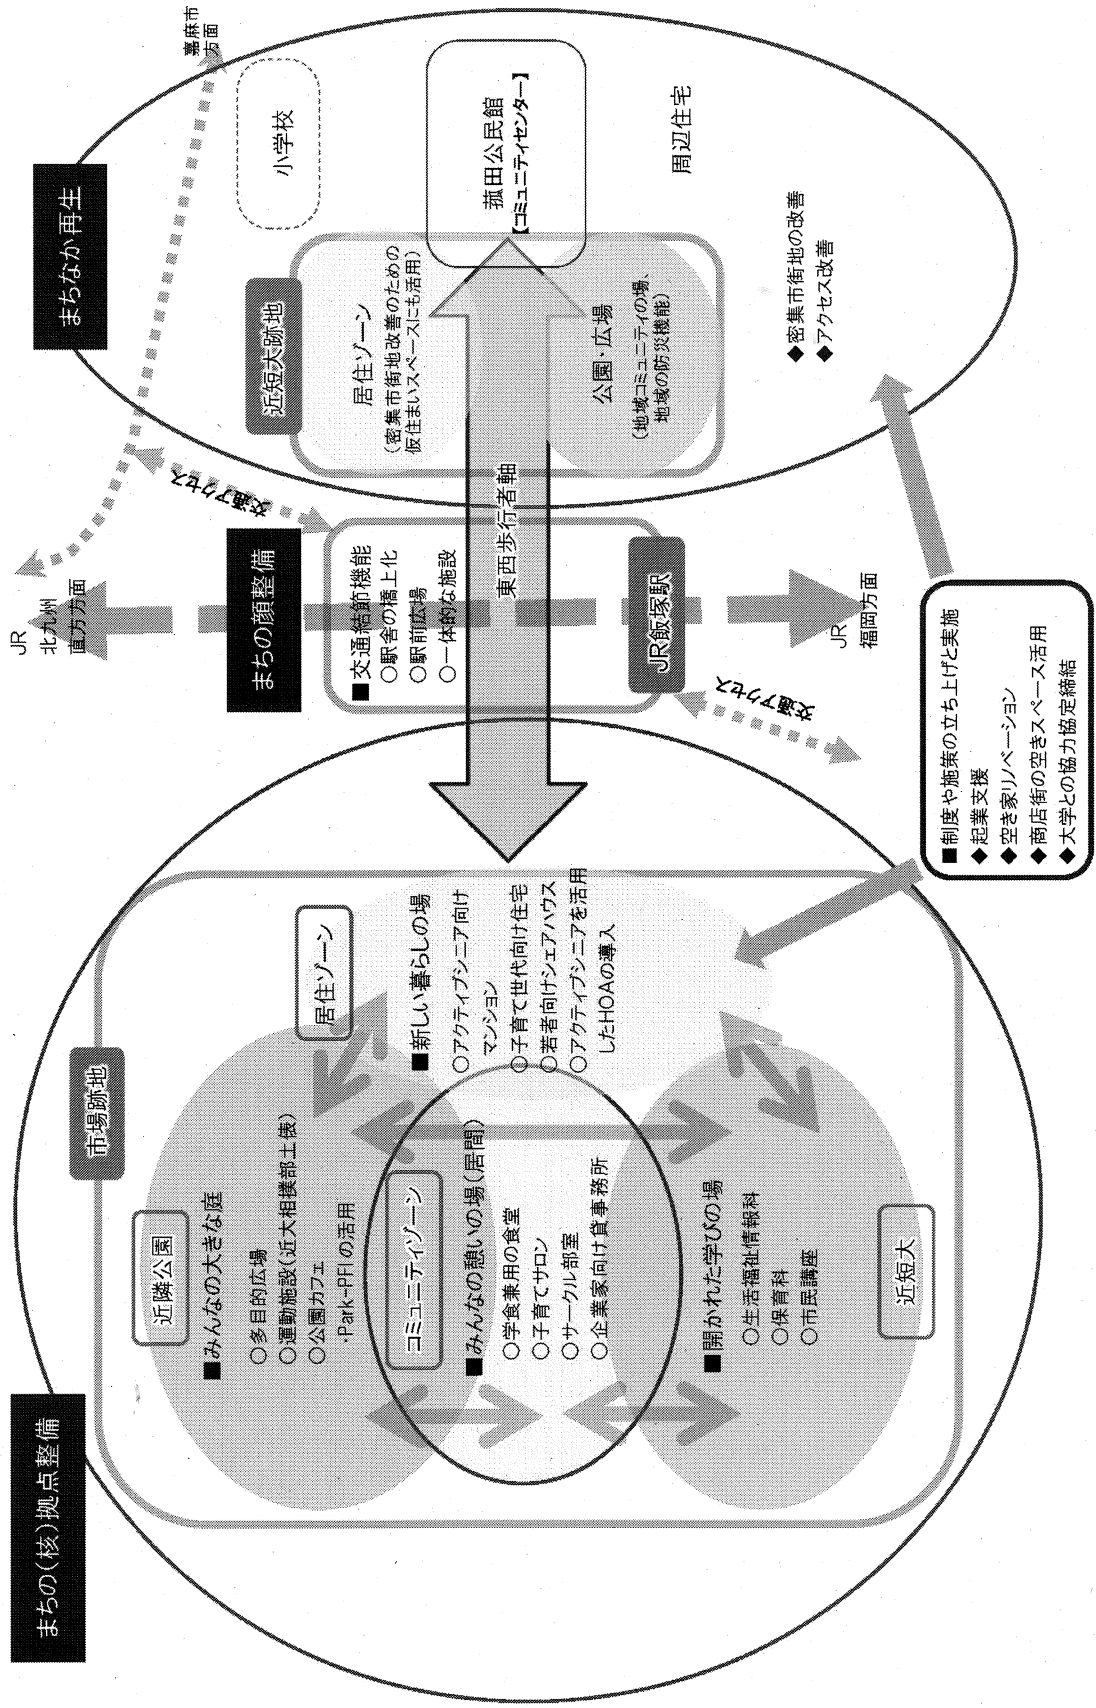 まちの(核)拠点整備
市場跡地
近隣公園
■みんなの大きな庭
○多目的広場
○運動施設(近大相撲部土俵)
○公園カフェ
・Park-PFIの活用
コミュニティゾーン
■みんなの憩いの場(居間)
○学食兼用の食堂
○子育てサロン
○サークル部室
○企業家向け貸事務所
■開かれた学びの場
○生活福祉情報科
○保育科
○市民講座
近短大
居住ゾーン
■新しい暮らしの場
○アクティブシニア向け
マンション
○子育て世代向け住宅
○若者向けシェアハウス
○アクティブシニアを活用
したHOAの導入
JR
北九州
直方方面
まちの顔整備
■交通結節機能
○駅舎の橋上化
○駅前広場
○一体的な施設
東西歩行者軸
JR飯塚駅
交通アクセス
交通アクセス
JR
福岡方面
■制度や施策の立ち上げと実施
◆起業支援
◆空き家リノベーション
◆商店街の空きスペース活用
◆大学との協力協定締結
まちなか再生
嘉麻市
方面
近短大跡地
居住ゾーン
(密集市街地改善のための
仮住まいスペースにも活用)
公園・広場
(地域コミュニティの場、
地域の防災機能)
小学校
菰田公民館
【コミュニティセンター】
周辺住宅
◆密集市街地の改善
◆アクセス改善